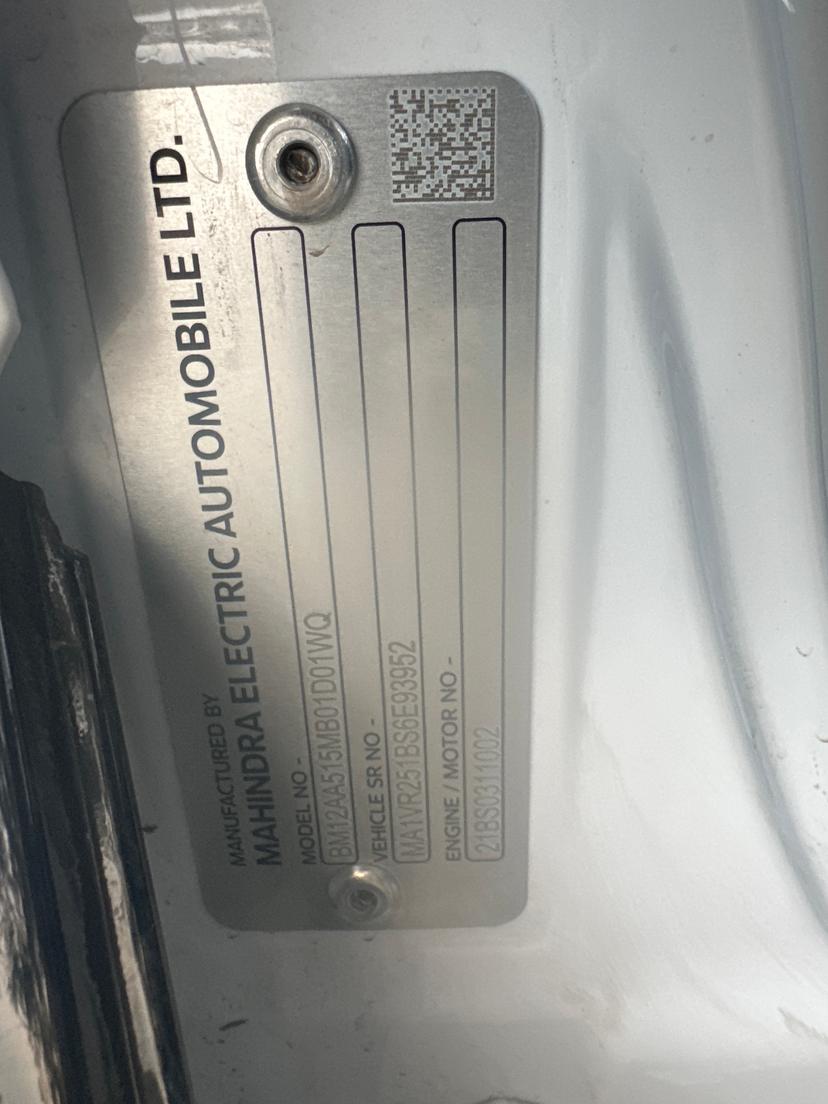 MANUFACTURED BY
MAHINDRA ELECTRIC AUTOMOBILE LTD.
MODEL NO -
BM12AA515MB01D01WQ
VEHICLE SR NO -
MA1VR251BS6E93952
ENGINE / MOTOR NO -
21BS0311002